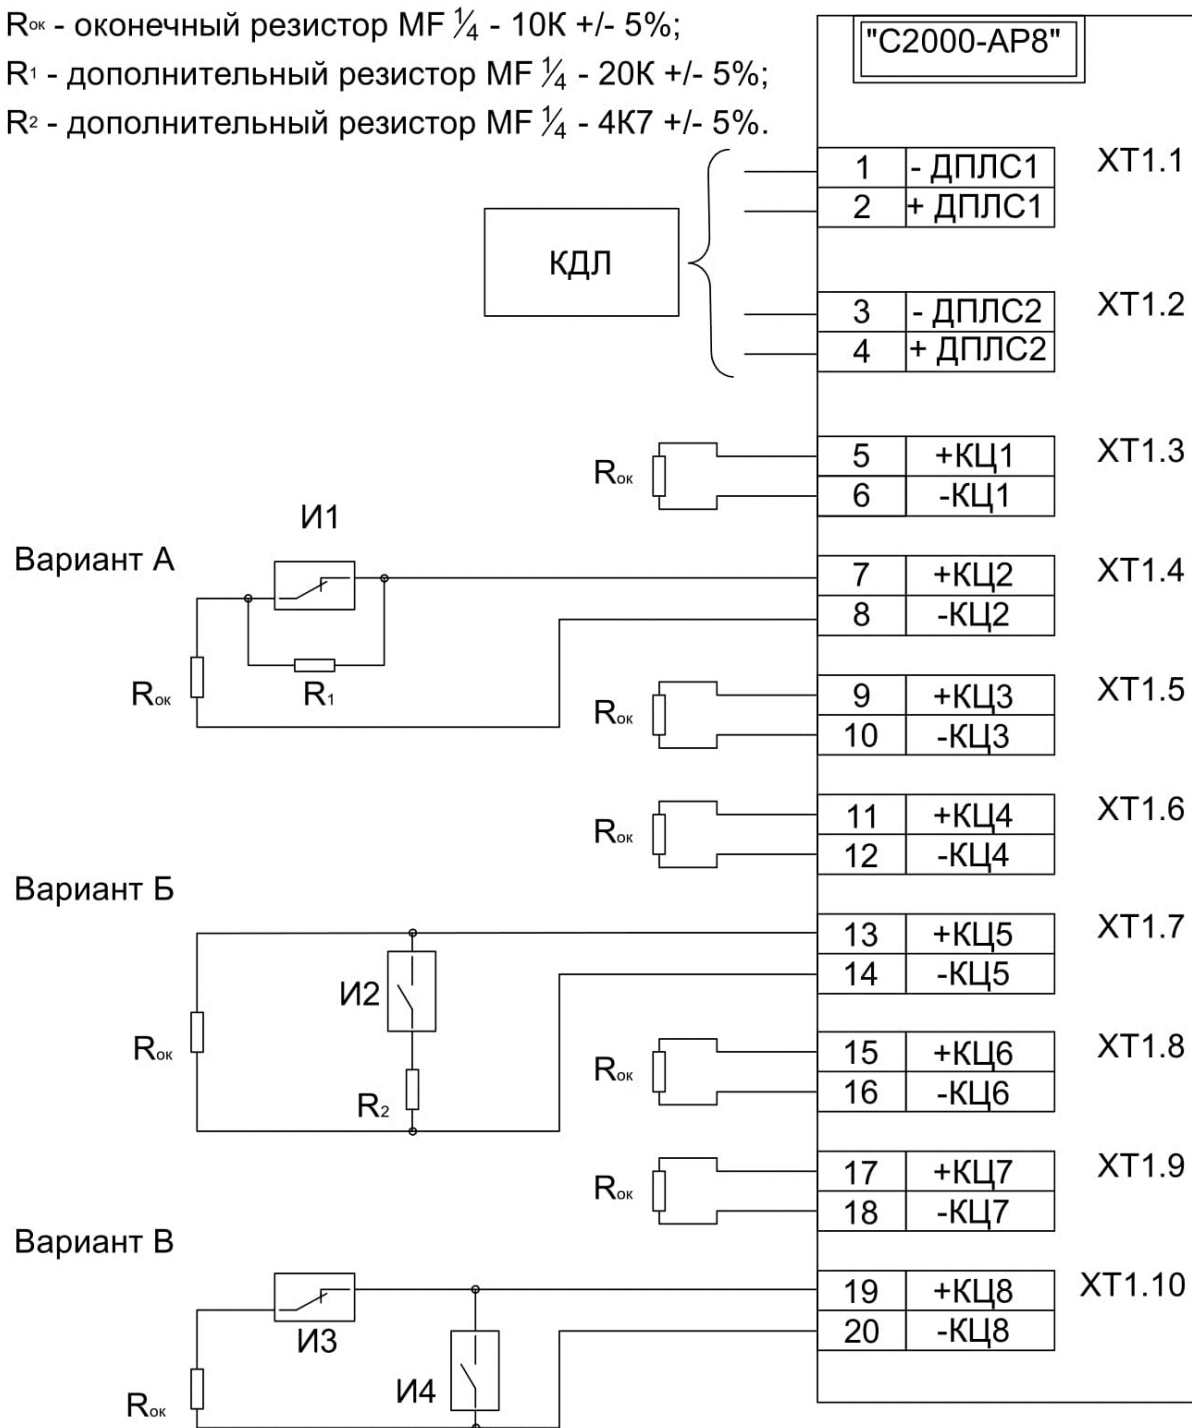 Rок - оконечный резистор MF ¼ - 10К +/- 5%;
R1 - дополнительный резистор MF ¼ - 20К +/- 5%;
R2 - дополнительный резистор MF ¼ - 4К7 +/- 5%.
"С2000-АР8"
1 - ДПЛС1 XT1.1
2 + ДПЛС1
КДЛ
3 - ДПЛС2 XT1.2
4 + ДПЛС2
Rок
5 +КЦ1 XT1.3
6 -КЦ1
Вариант А
И1
Rок
R1
7 +КЦ2 XT1.4
8 -КЦ2
Rок
9 +КЦ3 XT1.5
10 -КЦ3
Rок
11 +КЦ4 XT1.6
12 -КЦ4
Вариант Б
И2
Rок
R2
13 +КЦ5 XT1.7
14 -КЦ5
Rок
15 +КЦ6 XT1.8
16 -КЦ6
Rок
17 +КЦ7 XT1.9
18 -КЦ7
Вариант В
И3
И4
Rок
19 +КЦ8 XT1.10
20 -КЦ8